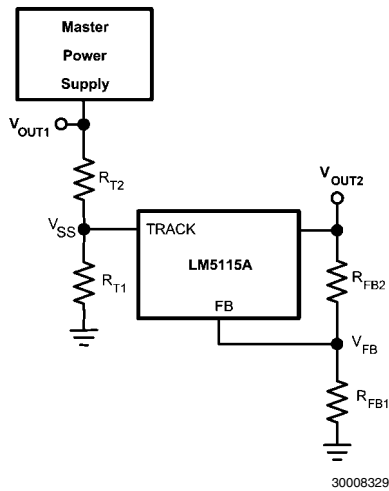 Master
Power
Supply
VOUT1
RT2
VSS
RT1
TRACK
LM5115A
FB
VOUT2
RFB2
VFB
RFB1
30008329